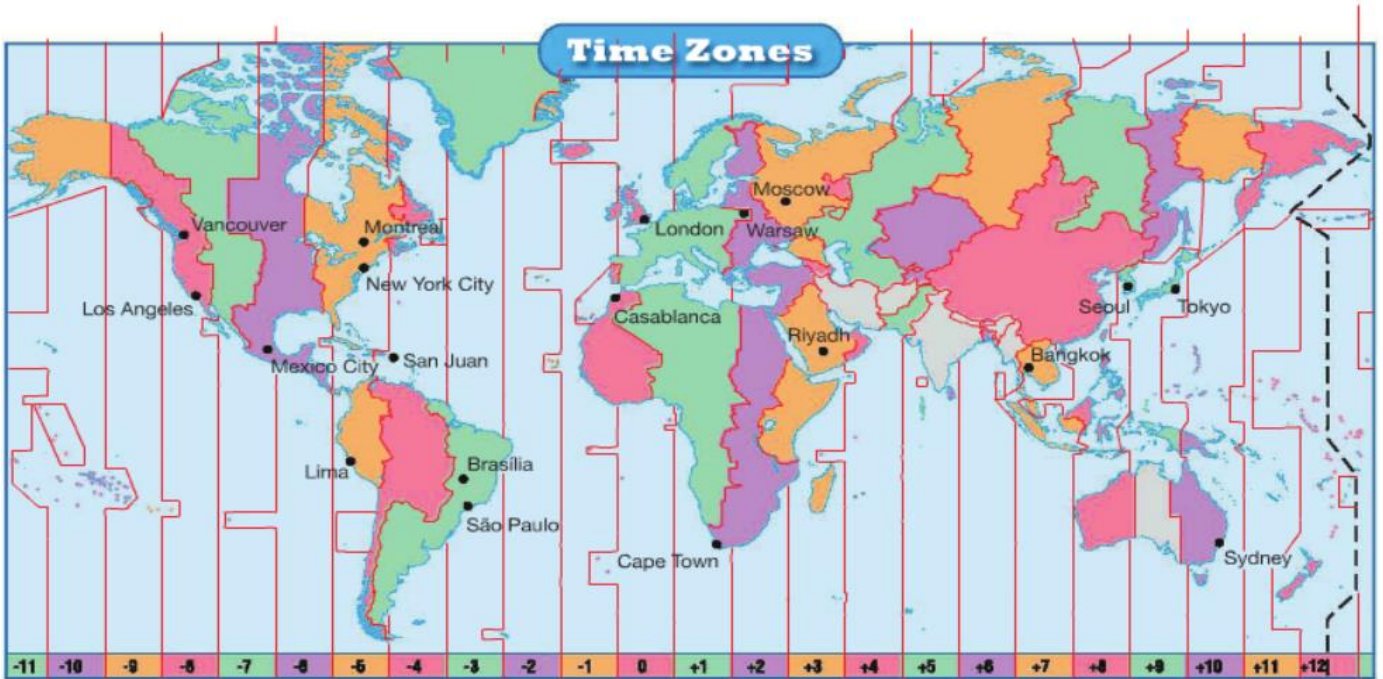 Time Zones
Moscow
Vancouver
Montreal
London
Warsaw
New York City
Los Angeles
Casablanca
Seoul
Tokyo
Riyadh
Mexico City
San Juan
Bangkok
Lima
Brasília
São Paulo
Cape Town
Sydney
-11 -10 -9 -8 -7 -6 -5 -4 -3 -2 -1 0 +1 +2 +3 +4 +5 +6 +7 +8 +9 +10 +11 +12